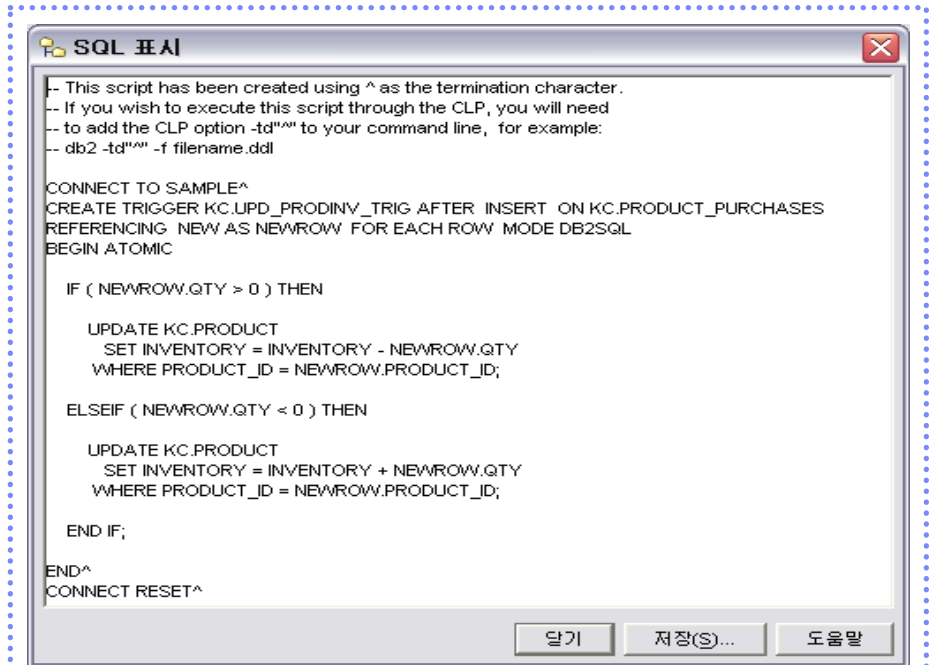 SQL 표시
-- This script has been created using ^ as the termination character.
-- If you wish to execute this script through the CLP, you will need
-- to add the CLP option -td"^" to your command line, for example:
-- db2 -td"^" -f filename.ddl
CONNECT TO SAMPLE^
CREATE TRIGGER KC.UPD_PRODINV_TRIG AFTER INSERT ON KC.PRODUCT_PURCHASES
REFERENCING NEW AS NEWROW FOR EACH ROW MODE DB2SQL
BEGIN ATOMIC
IF ( NEWROW.QTY > 0 ) THEN
UPDATE KC.PRODUCT
SET INVENTORY = INVENTORY - NEWROW.QTY
WHERE PRODUCT_ID = NEWROW.PRODUCT_ID;
ELSEIF ( NEWROW.QTY < 0 ) THEN
UPDATE KC.PRODUCT
SET INVENTORY = INVENTORY + NEWROW.QTY
WHERE PRODUCT_ID = NEWROW.PRODUCT_ID;
END IF;
END^
CONNECT RESET^
닫기 저장(S)... 도움말